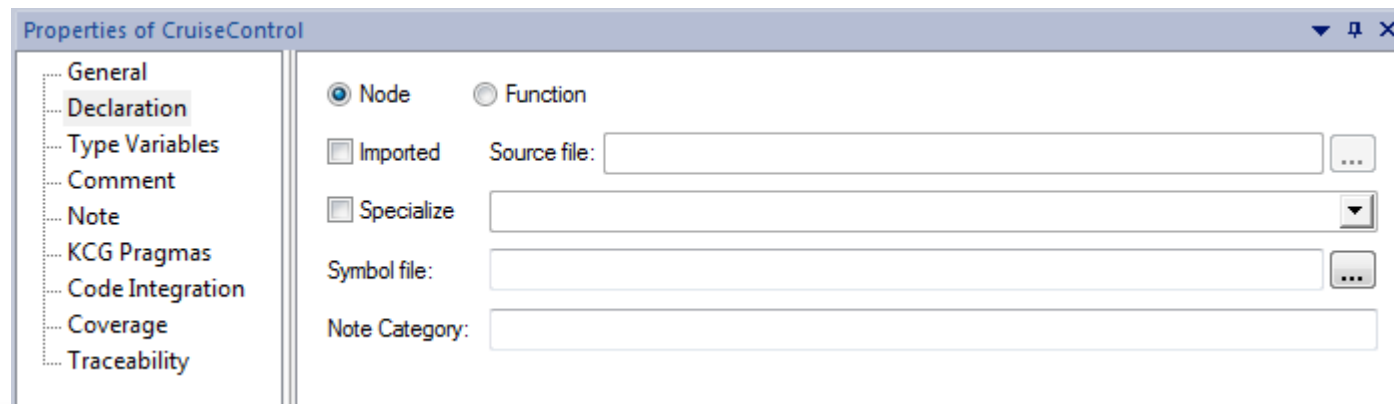 Properties of CruiseControl
General
Declaration
Type Variables
Comment
Note
KCG Pragmas
Code Integration
Coverage
Traceability
Node Function
Imported Source file: ...
Specialize
Symbol file: ...
Note Category: